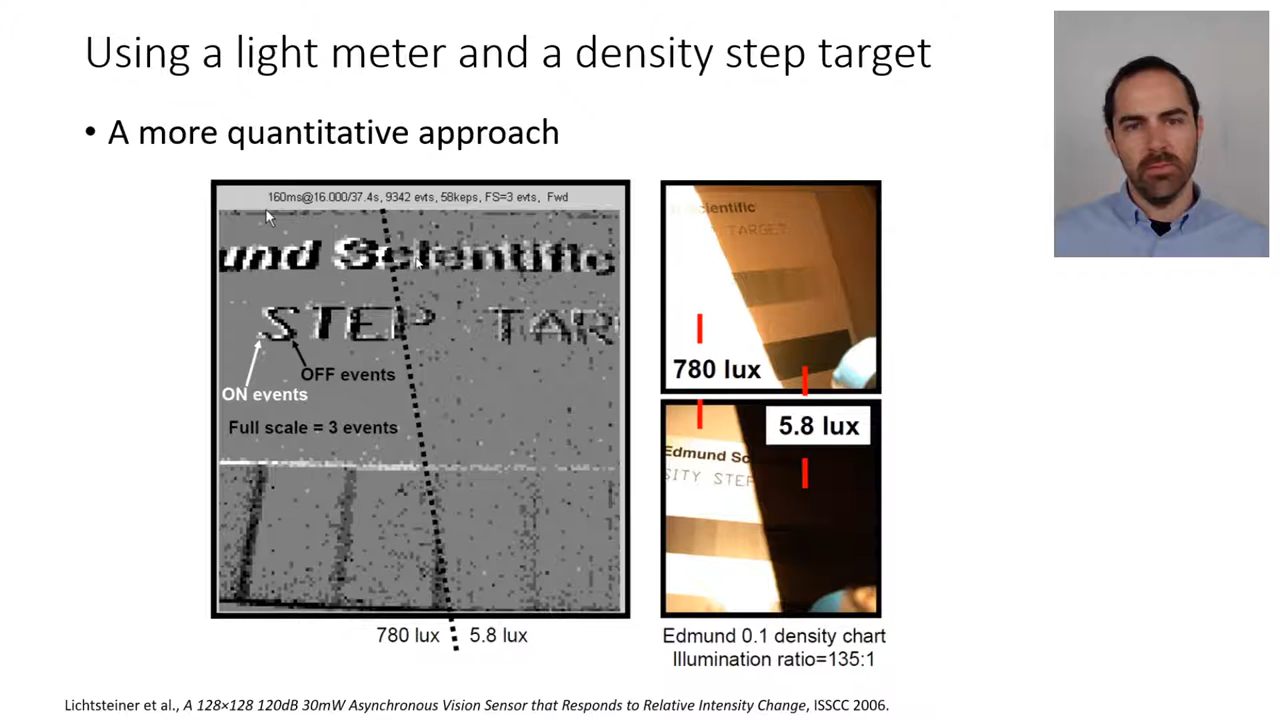 Using a light meter and a density step target
• A more quantitative approach
160ms@16.000/37.4s, 9342 evts, 58keps, FS=3 evts, Fwd
und Scientific
STEP TAR
OFF events
ON events
Full scale = 3 events
780 lux 5.8 lux
Scientific
TARGET
780 lux
5.8 lux
Edmund Sc
SITY STEP
Edmund 0.1 density chart
Illumination ratio=135:1
Lichtsteiner et al., A 128×128 120dB 30mW Asynchronous Vision Sensor that Responds to Relative Intensity Change, ISSCC 2006.